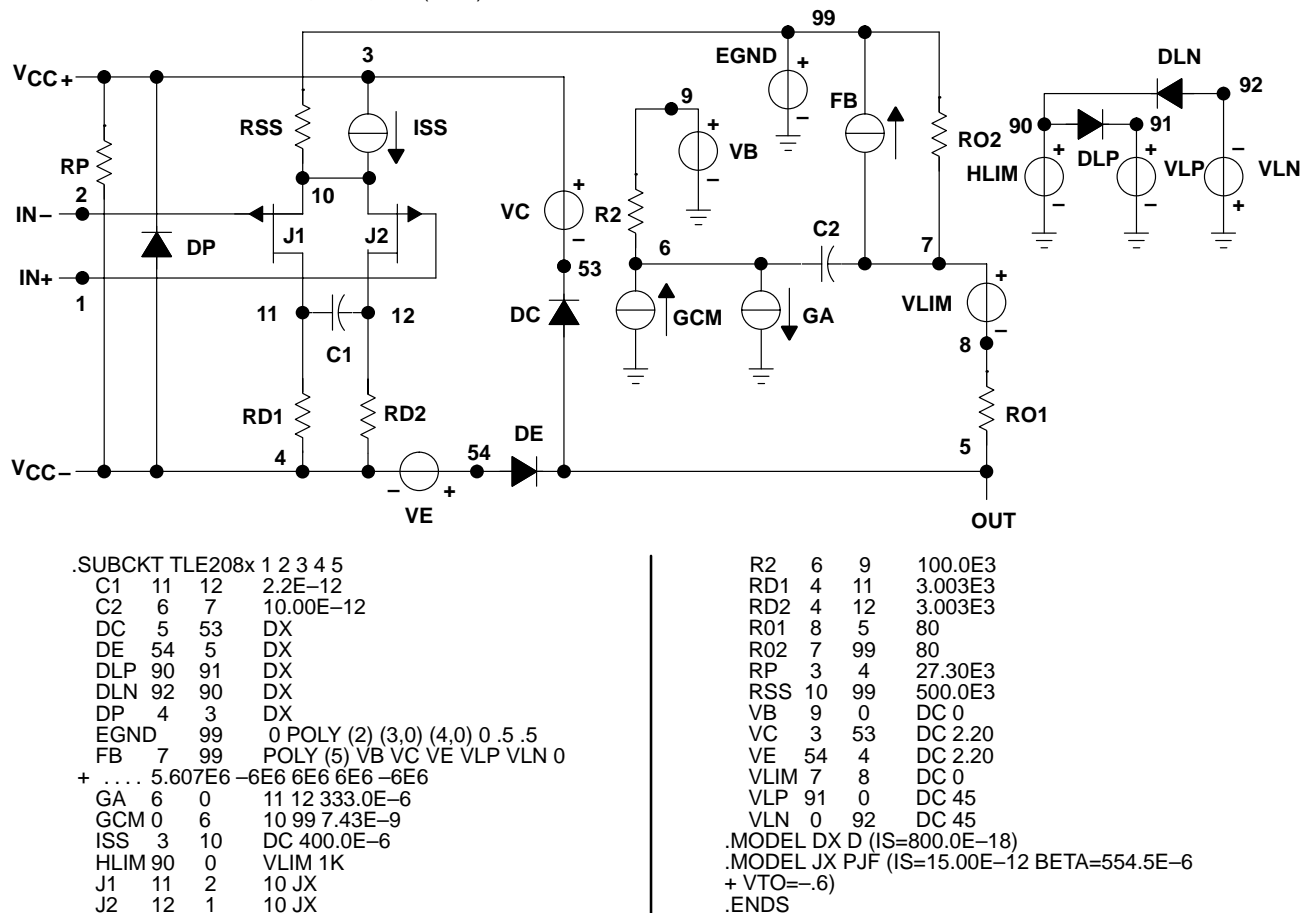 99
3
VCC+
EGND
+
–
FB
DLN
92
9
RSS
ISS
+
–
VB
RO2
90
91
DLP
RP
10
HLIM
+
–
+
–
VLP
–
+
VLN
2
IN–
J1
J2
VC
+
–
R2
C2
DP
6
7
IN+
1
53
11
12
C1
DC
GCM
GA
VLIM
+
–
8
RD1
RD2
DE
RO1
5
4
54
VCC–
–
+
VE
OUT
.SUBCKT TLE208x 1 2 3 4 5
C1 11 12 2.2E–12
C2 6 7 10.00E–12
DC 5 53 DX
DE 54 5 DX
DLP 90 91 DX
DLN 92 90 DX
DP 4 3 DX
EGND 99 0 POLY (2) (3,0) (4,0) 0 .5 .5
FB 7 99 POLY (5) VB VC VE VLP VLN 0
+ .... 5.607E6 –6E6 6E6 6E6 –6E6
GA 6 0 11 12 333.0E–6
GCM 0 6 10 99 7.43E–9
ISS 3 10 DC 400.0E–6
HLIM 90 0 VLIM 1K
J1 11 2 10 JX
J2 12 1 10 JX
R2 6 9 100.0E3
RD1 4 11 3.003E3
RD2 4 12 3.003E3
R01 8 5 80
R02 7 99 80
RP 3 4 27.30E3
RSS 10 99 500.0E3
VB 9 0 DC 0
VC 3 53 DC 2.20
VE 54 4 DC 2.20
VLIM 7 8 DC 0
VLP 91 0 DC 45
VLN 0 92 DC 45
.MODEL DX D (IS=800.0E–18)
.MODEL JX PJF (IS=15.00E–12 BETA=554.5E–6
+ VTO=–.6)
.ENDS